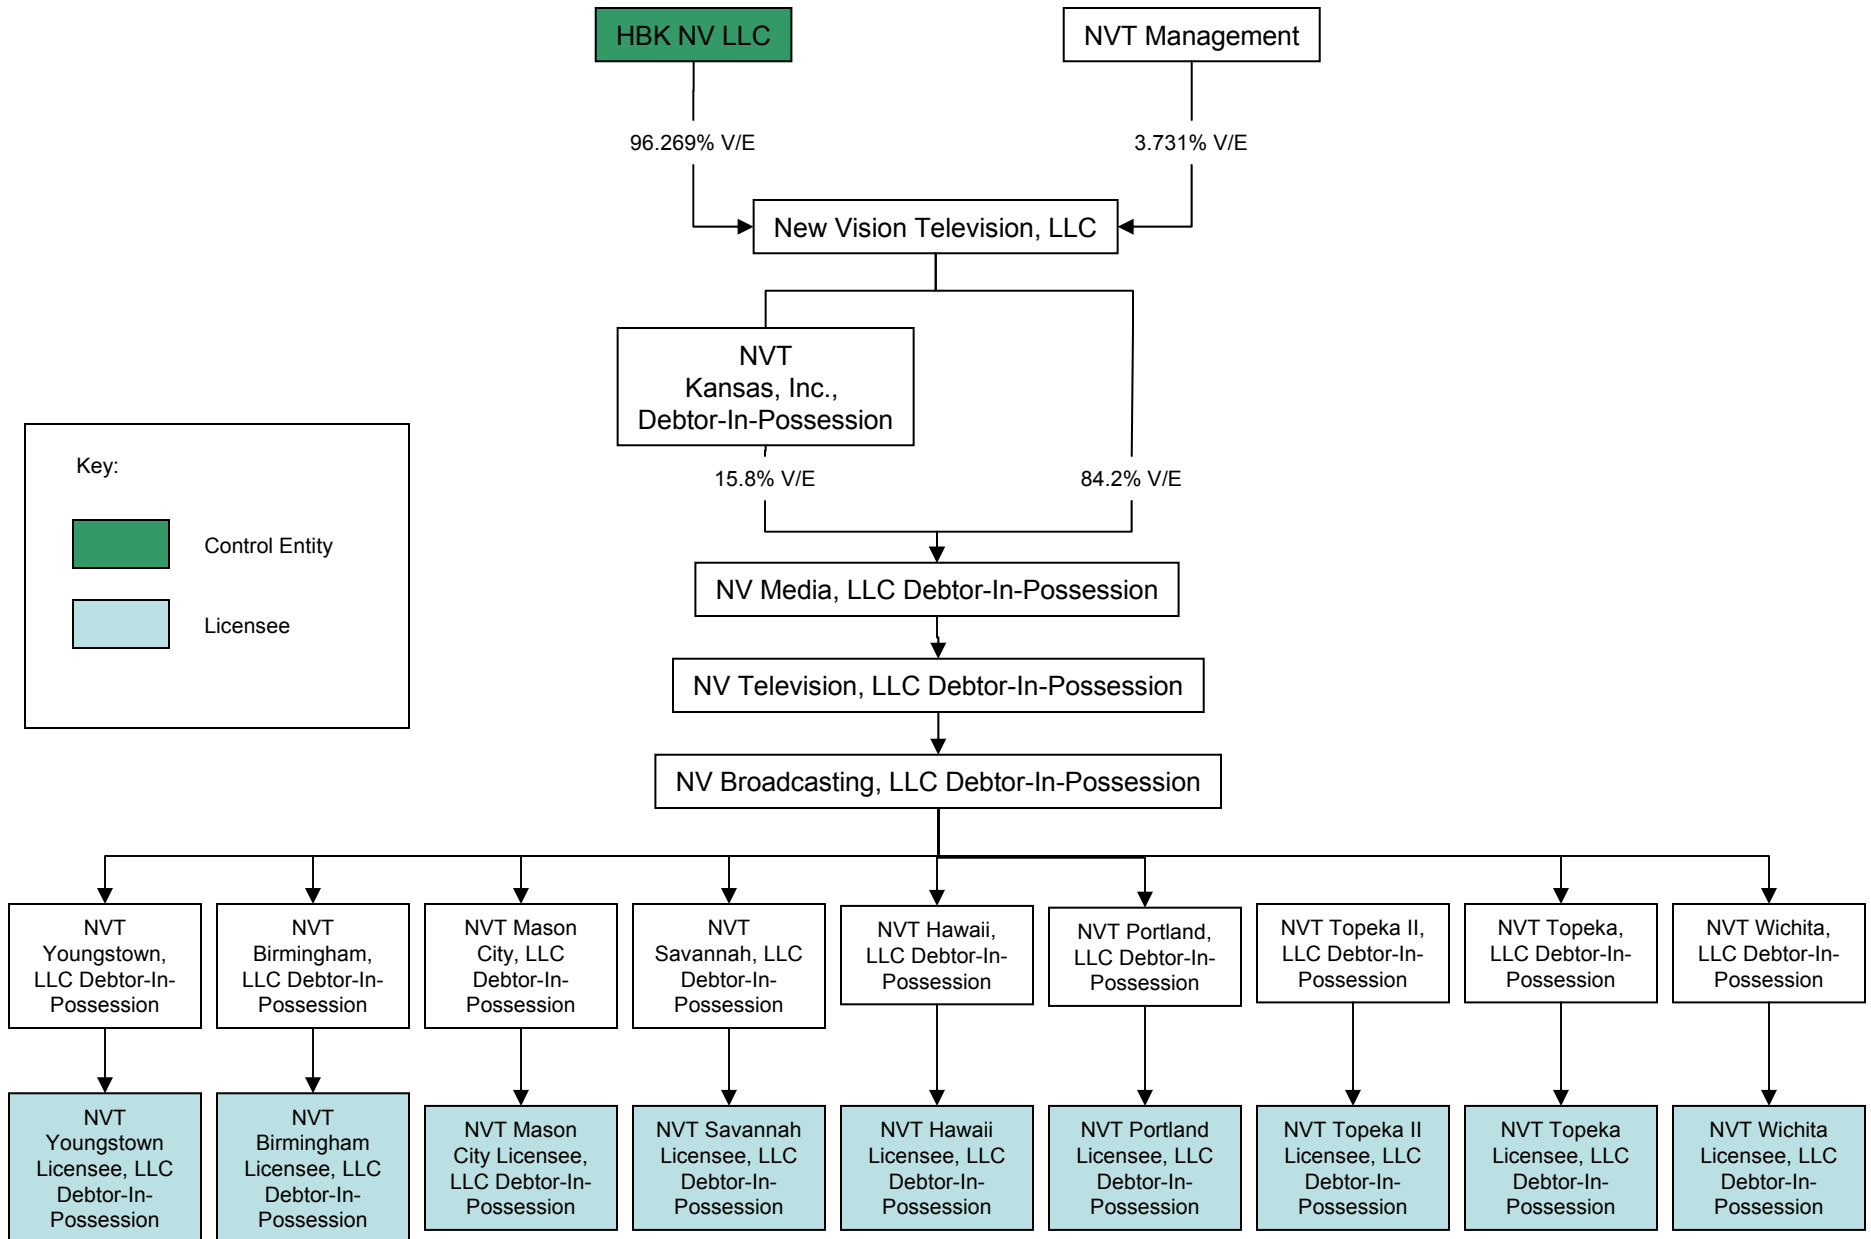 HBK NV LLC
NVT Management
96.269% V/E
3.731% V/E
New Vision Television, LLC
NVT
Kansas, Inc.,
Debtor-In-Possession
15.8% V/E
84.2% V/E
Key:
Control Entity
Licensee
NV Media, LLC Debtor-In-Possession
NV Television, LLC Debtor-In-Possession
NV Broadcasting, LLC Debtor-In-Possession
NVT
Youngstown,
LLC Debtor-In-
Possession
NVT
Birmingham,
LLC Debtor-In-
Possession
NVT Mason
City, LLC
Debtor-In-
Possession
NVT
Savannah, LLC
Debtor-In-
Possession
NVT Hawaii,
LLC Debtor-In-
Possession
NVT Portland,
LLC Debtor-In-
Possession
NVT Topeka II,
LLC Debtor-In-
Possession
NVT Topeka,
LLC Debtor-In-
Possession
NVT Wichita,
LLC Debtor-In-
Possession
NVT
Youngstown
Licensee, LLC
Debtor-In-
Possession
NVT
Birmingham
Licensee, LLC
Debtor-In-
Possession
NVT Mason
City Licensee,
LLC Debtor-In-
Possession
NVT Savannah
Licensee, LLC
Debtor-In-
Possession
NVT Hawaii
Licensee, LLC
Debtor-In-
Possession
NVT Portland
Licensee, LLC
Debtor-In-
Possession
NVT Topeka II
Licensee, LLC
Debtor-In-
Possession
NVT Topeka
Licensee, LLC
Debtor-In-
Possession
NVT Wichita
Licensee, LLC
Debtor-In-
Possession